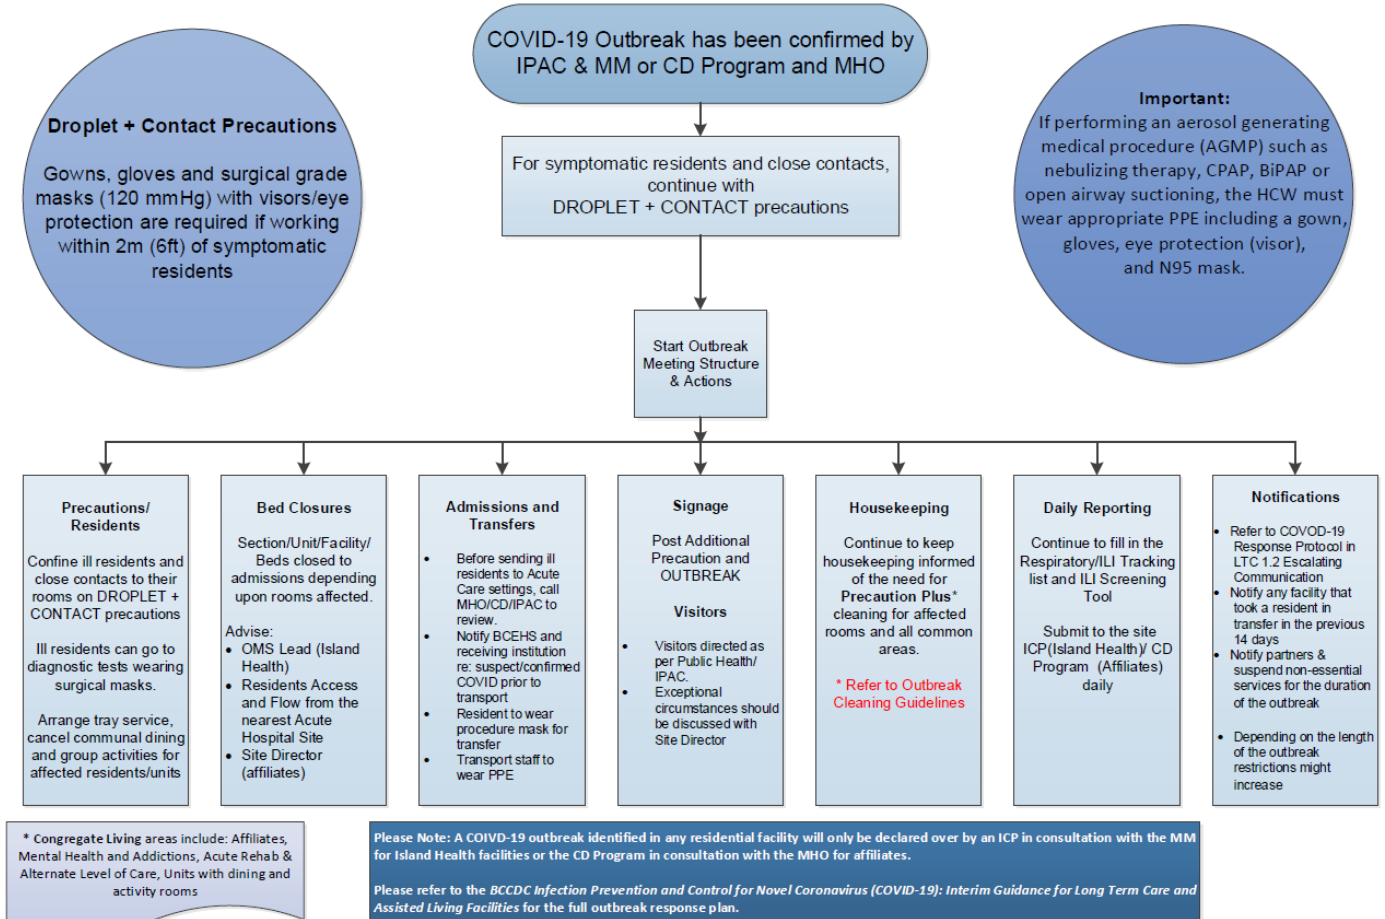 COVID-19 Outbreak has been confirmed by
IPAC & MM or CD Program and MHO
Droplet + Contact Precautions
Gowns, gloves and surgical grade
masks (120 mmHg) with visors/eye
protection are required if working
within 2m (6ft) of symptomatic
residents
For symptomatic residents and close contacts,
continue with
DROPLET + CONTACT precautions
Important:
If performing an aerosol generating
medical procedure (AGMP) such as
nebulizing therapy, CPAP, BiPAP or
open airway suctioning, the HCW must
wear appropriate PPE including a gown,
gloves, eye protection (visor),
and N95 mask.
Start Outbreak
Meeting Structure
& Actions
Precautions/
Residents
Confine ill residents and
close contacts to their
rooms on DROPLET +
CONTACT precautions
Ill residents can go to
diagnostic tests wearing
surgical masks.
Arrange tray service,
cancel communal dining
and group activities for
affected residents/units
Bed Closures
Section/Unit/Facility/
Beds closed to
admissions depending
upon rooms affected.
Advise:
• OMS Lead (Island
Health)
• Residents Access
and Flow from the
nearest Acute
Hospital Site
• Site Director
(affiliates)
Admissions and
Transfers
• Before sending ill
residents to Acute
Care settings, call
MHO/CD/IPAC to
review.
• Notify BCEHS and
receiving institution
re: suspect/confirmed
COVID prior to
transport
• Resident to wear
procedure mask for
transfer
• Transport staff to
wear PPE
Signage
Post Additional
Precaution and
OUTBREAK
Visitors
• Visitors directed as
per Public Health/
IPAC.
• Exceptional
circumstances should
be discussed with
Site Director
Housekeeping
Continue to keep
housekeeping informed
of the need for
Precaution Plus*
cleaning for affected
rooms and all common
areas.
* Refer to Outbreak
Cleaning Guidelines
Daily Reporting
Continue to fill in the
Respiratory/ILI Tracking
list and ILI Screening
Tool
Submit to the site
ICP(Island Health)/ CD
Program (Affiliates)
daily
Notifications
• Refer to COVOD-19
Response Protocol in
LTC 1.2 Escalating
Communication
• Notify any facility that
took a resident in
transfer in the previous
14 days
• Notify partners &
suspend non-essential
services for the duration
of the outbreak
• Depending on the length
of the outbreak
restrictions might
increase
* Congregate Living areas include: Affiliates,
Mental Health and Addictions, Acute Rehab &
Alternate Level of Care, Units with dining and
activity rooms
Please Note: A COIVD-19 outbreak identified in any residential facility will only be declared over by an ICP in consultation with the MM
for Island Health facilities or the CD Program in consultation with the MHO for affiliates.
Please refer to the BCCDC Infection Prevention and Control for Novel Coronavirus (COVID-19): Interim Guidance for Long Term Care and
Assisted Living Facilities for the full outbreak response plan.